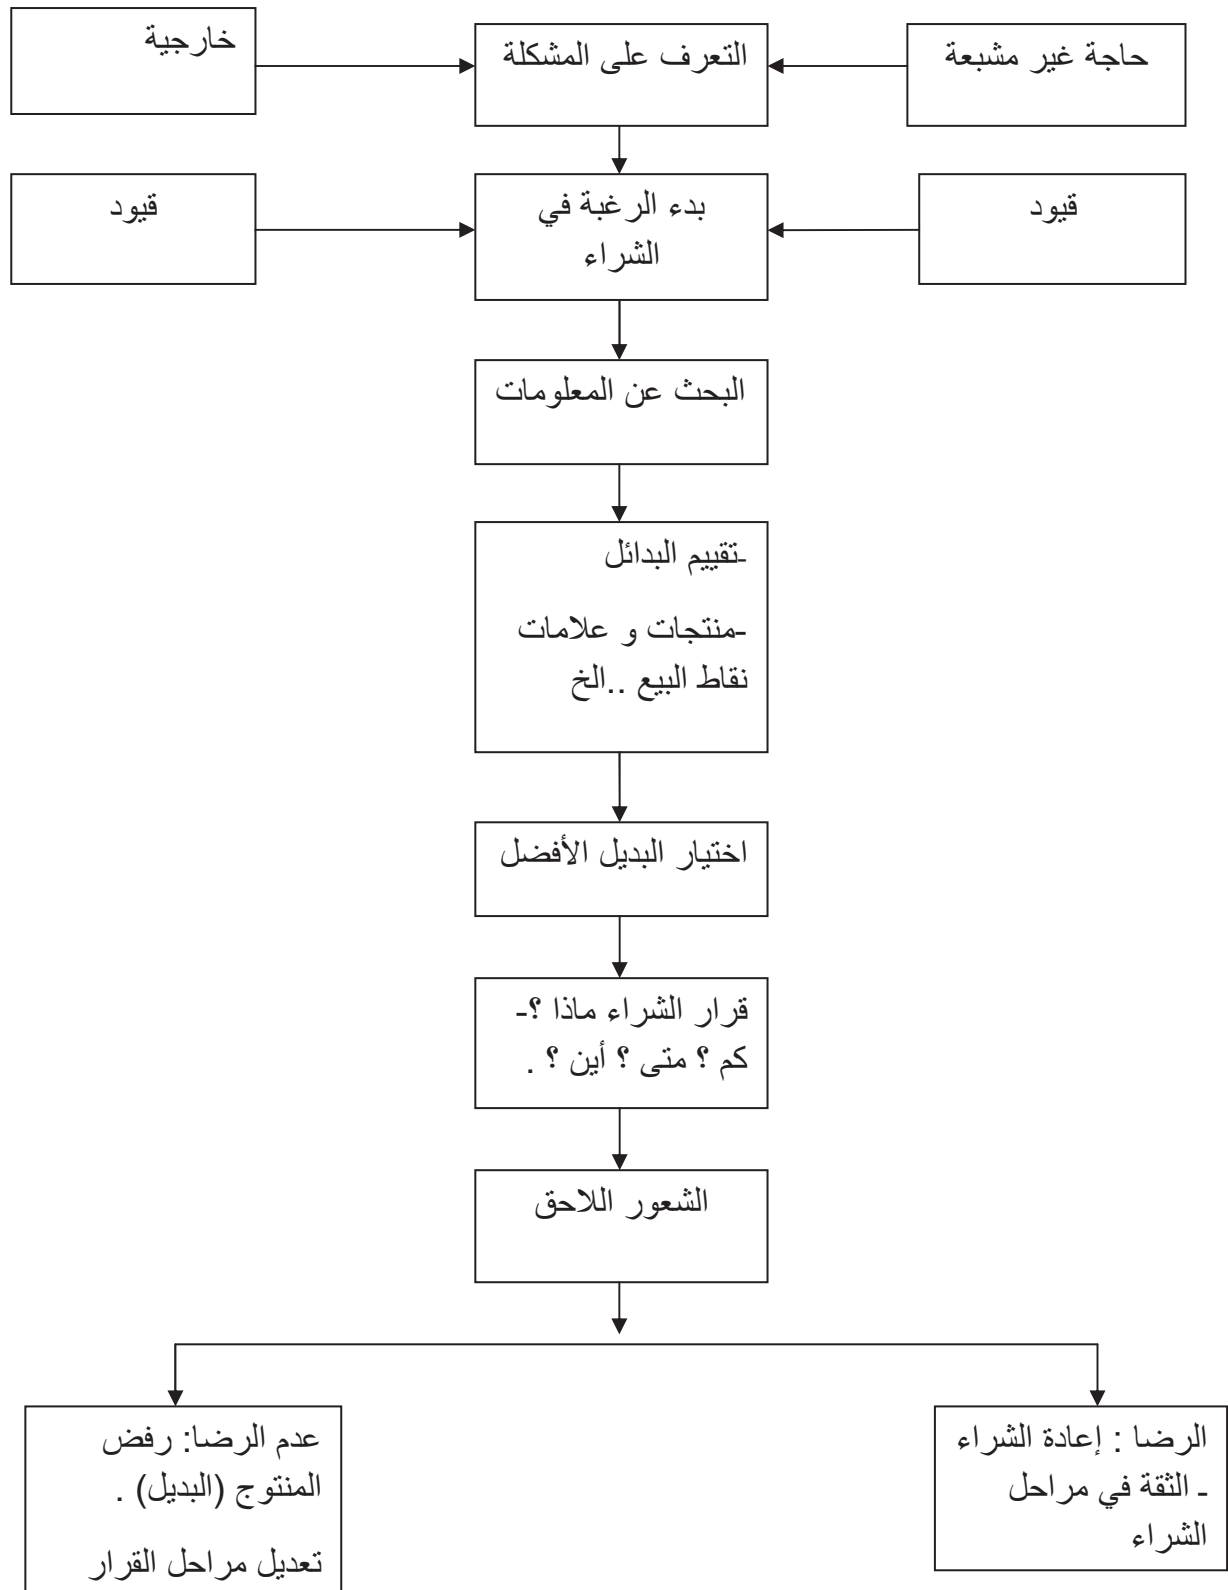 حاجة غير مشبعة
التعرف على المشكلة
خارجية
قيود
بدء الرغبة في
الشراء
قيود
البحث عن المعلومات
-تقييم البدائل
-منتجات و علامات
نقاط البيع ..الخ
اختيار البديل الأفضل
قرار الشراء ماذا ؟-
كم ؟ متى ؟ أين ؟ .
الشعور اللاحق
الرضا : إعادة الشراء
- الثقة في مراحل
الشراء
عدم الرضا: رفض
المنتوج (البديل) .
تعديل مراحل القرار